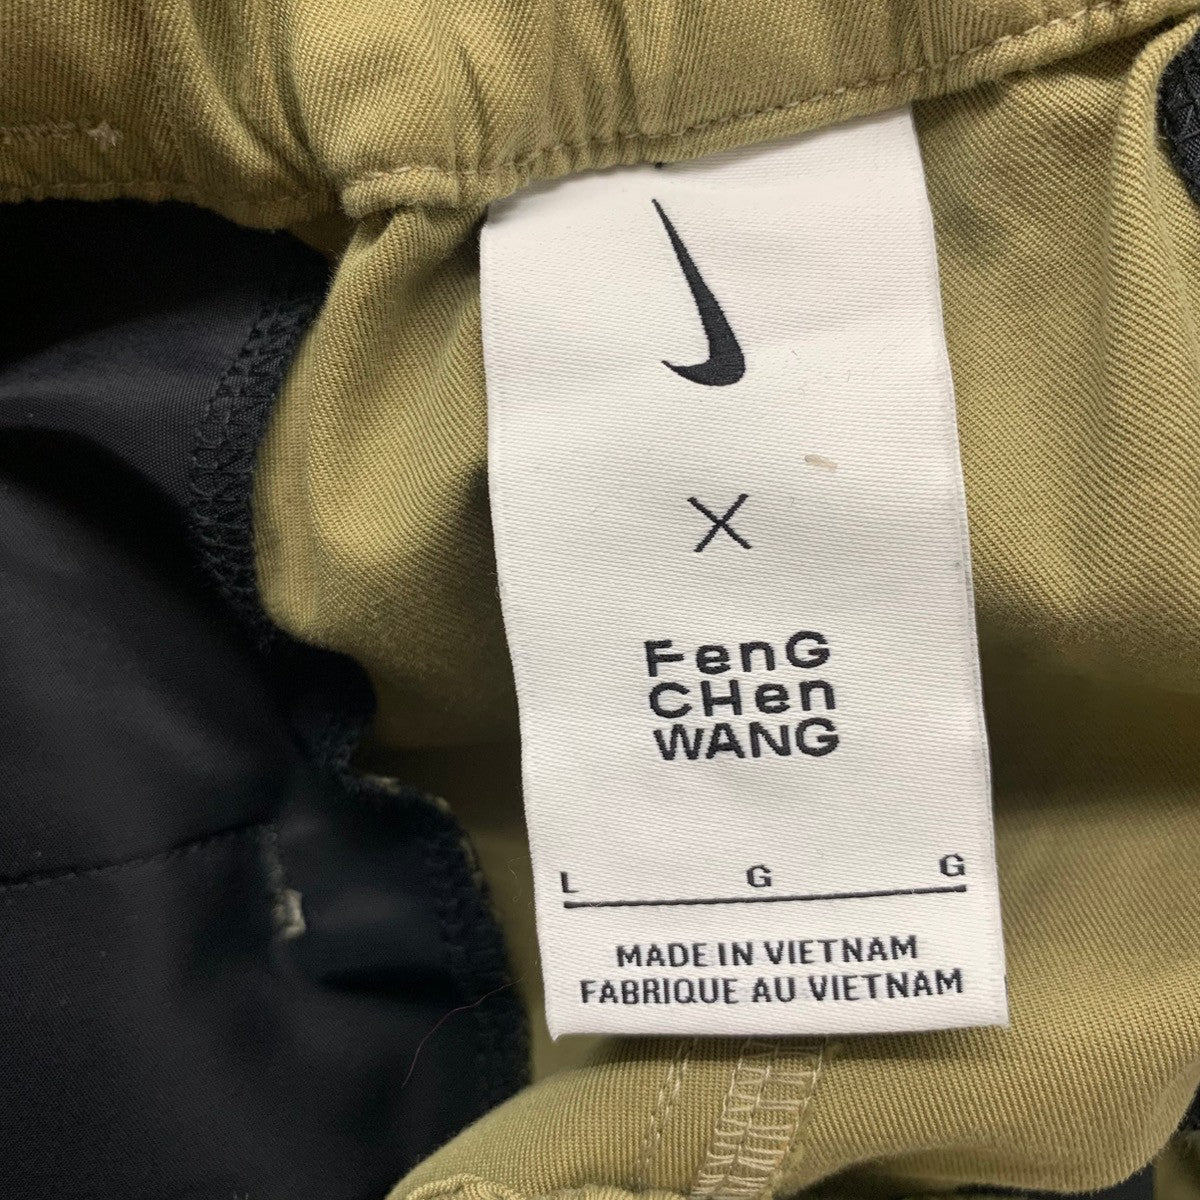 X
FenG
CHen
WANG
L G G
MADE IN VIETNAM
FABRIQUE AU VIETNAM